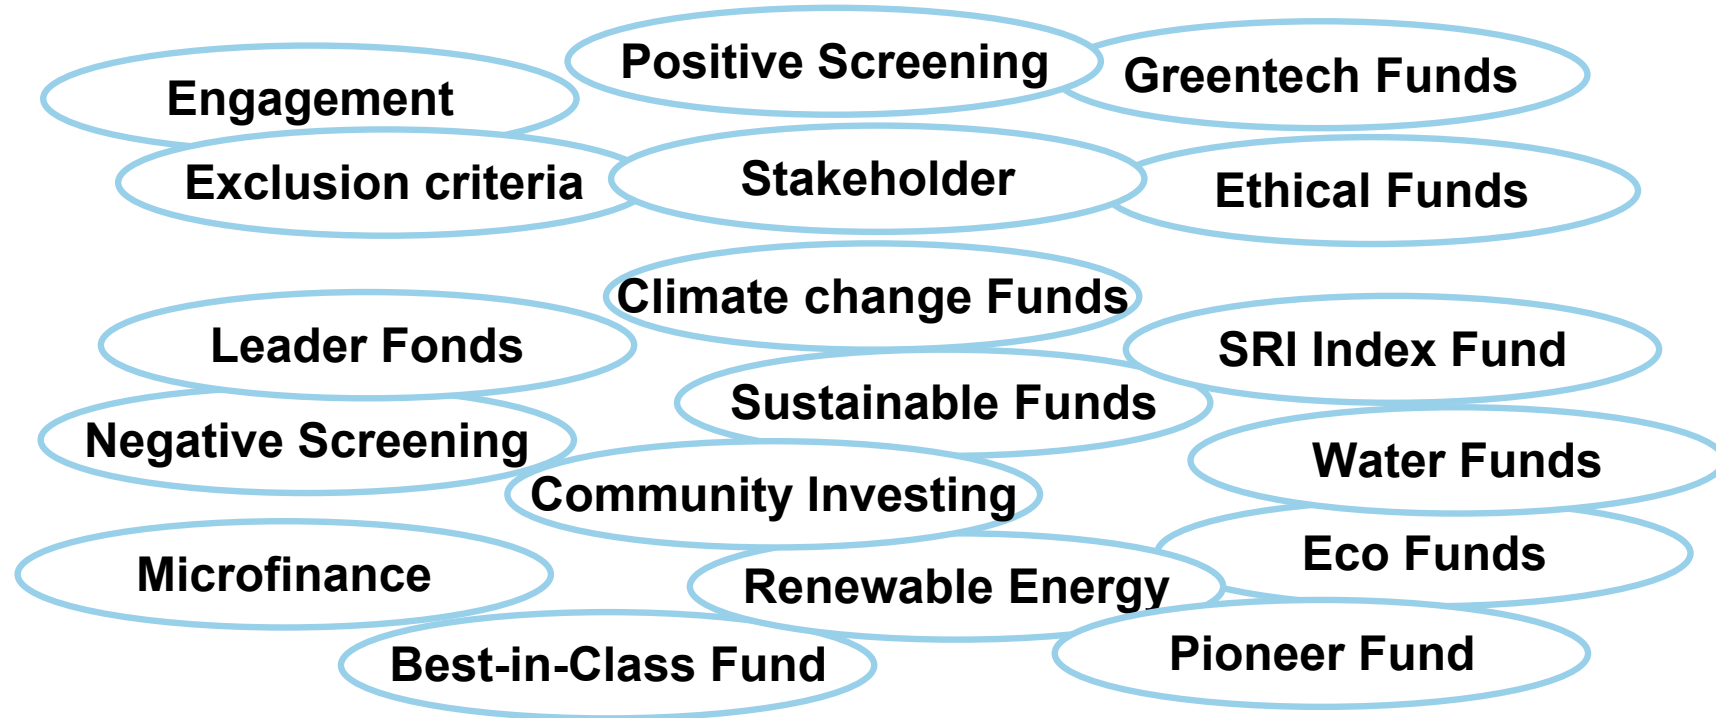 Positive Screening
Greentech Funds
Engagement
Exclusion criteria
Stakeholder
Ethical Funds
Climate change Funds
Leader Fonds
SRI Index Fund
Sustainable Funds
Negative Screening
Water Funds
Community Investing
Eco Funds
Microfinance
Renewable Energy
Pioneer Fund
Best-in-Class Fund